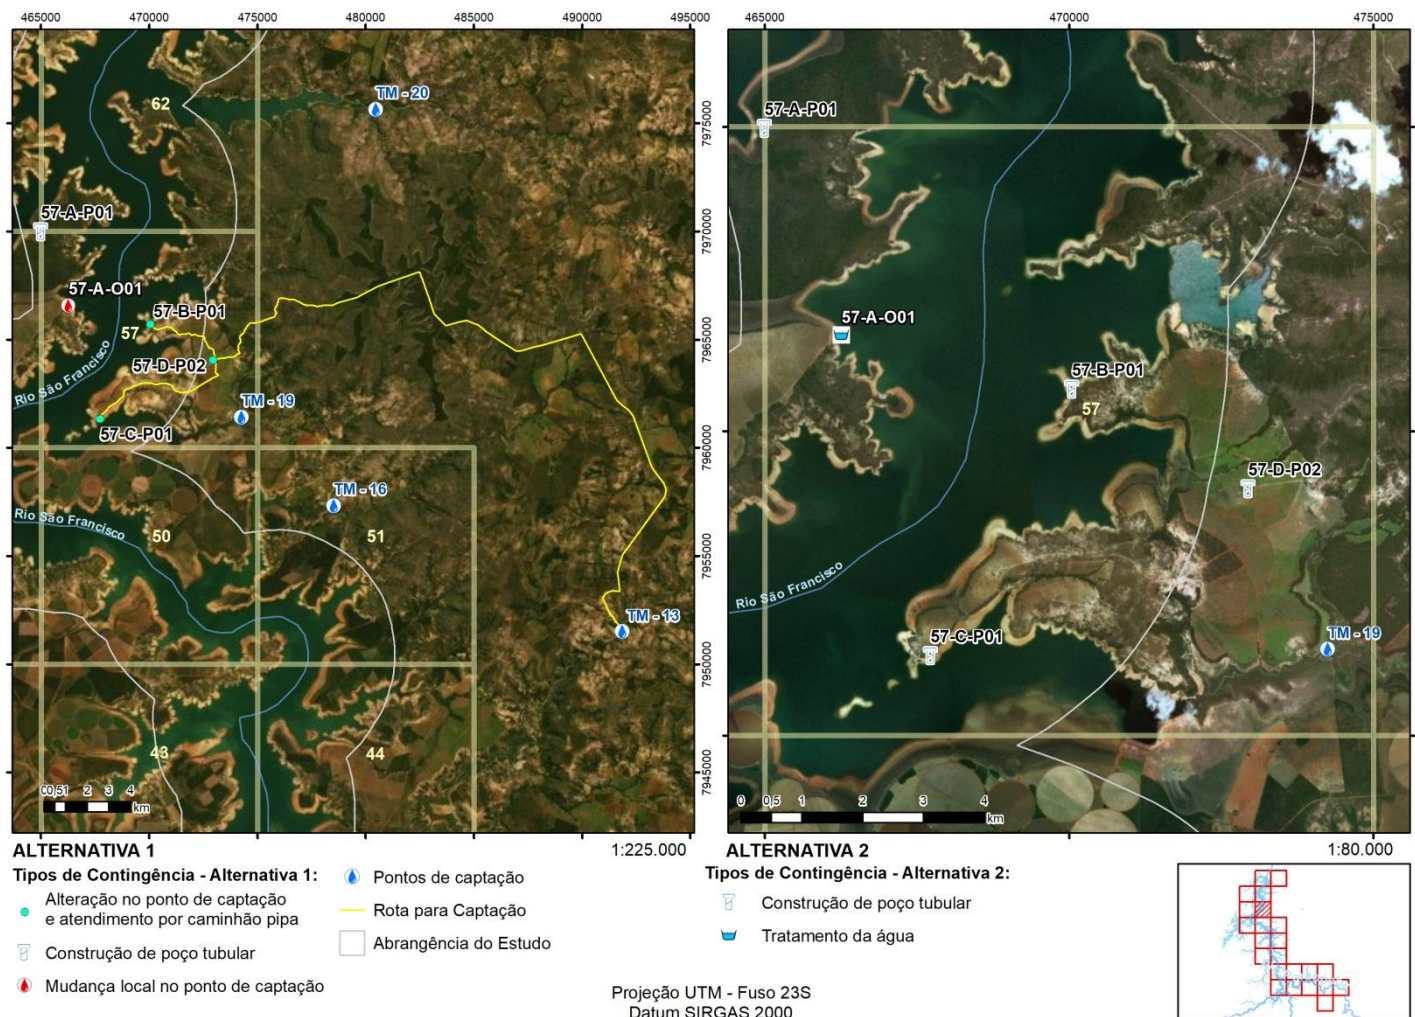 465000 470000 475000 480000 485000 490000 495000
62
TM - 20
7975000
57-A-P01
7970000
57-A-O01
57-B-P01
57
7965000
57-D-P02
Rio São Francisco
TM - 19
57-C-P01
7960000
TM - 16
Rio São Francisco
50
51
7955000
TM - 13
7950000
43
44
7945000
0 0,5 1 2 3 4
km
465000 470000 475000
57-A-P01
57-A-O01
57-B-P01
57
57-D-P02
Rio São Francisco
57-C-P01
TM - 19
0 0,5 1 2 3 4
km
ALTERNATIVA 1
1:225.000
Tipos de Contingência - Alternativa 1:
Alteração no ponto de captação
e atendimento por caminhão pipa
Construção de poço tubular
Mudança local no ponto de captação
Pontos de captação
Rota para Captação
Abrangência do Estudo
ALTERNATIVA 2
1:80.000
Tipos de Contingência - Alternativa 2:
Construção de poço tubular
Tratamento da água
Projeção UTM - Fuso 23S
Datum SIRGAS 2000